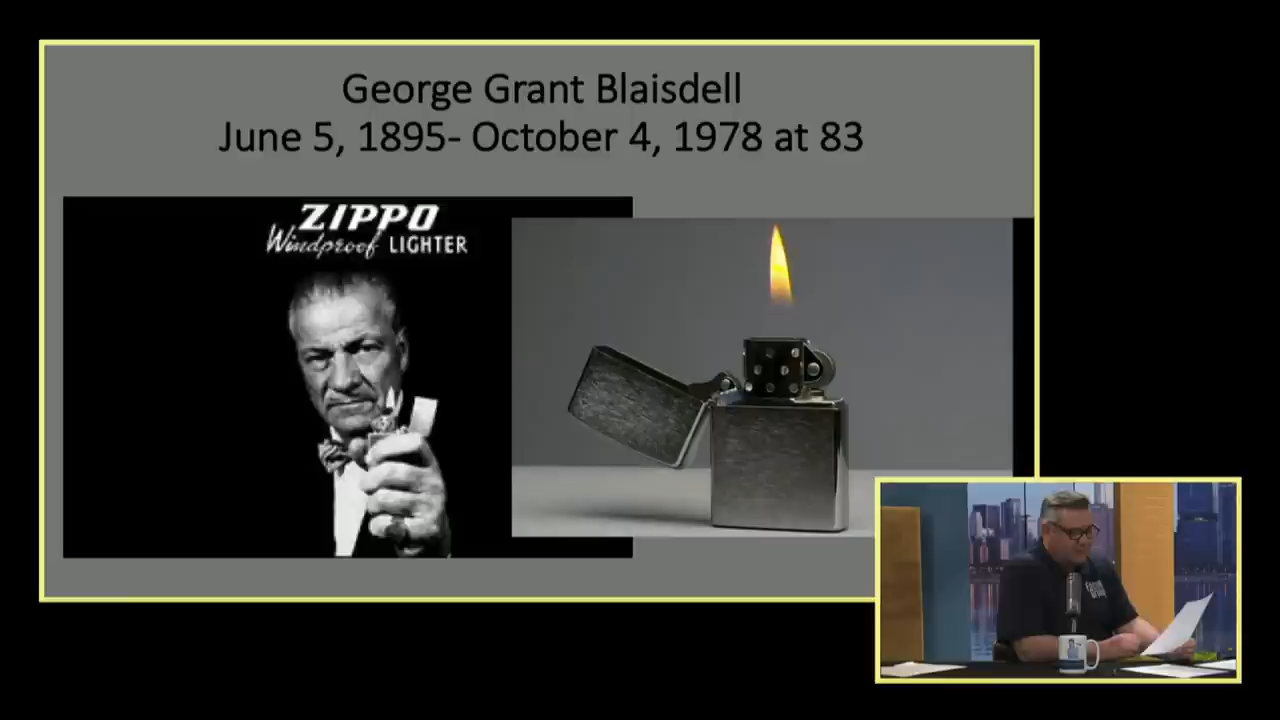 George Grant Blaisdell
June 5, 1895- October 4, 1978 at 83
ZIPPO
Windproof LIGHTER